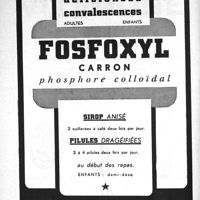 convalescences
ADULTES ENFANTS
FOSFOXYL
CARRON
phosphore colloïdal
SIROP ANISÉ
2 cuillerées à café deux fois par jour.
PILULES DRAGÉIFIÉES
3 à 4 pilules deux fois par jour.
au début des repas.
ENFANTS : demi-dose